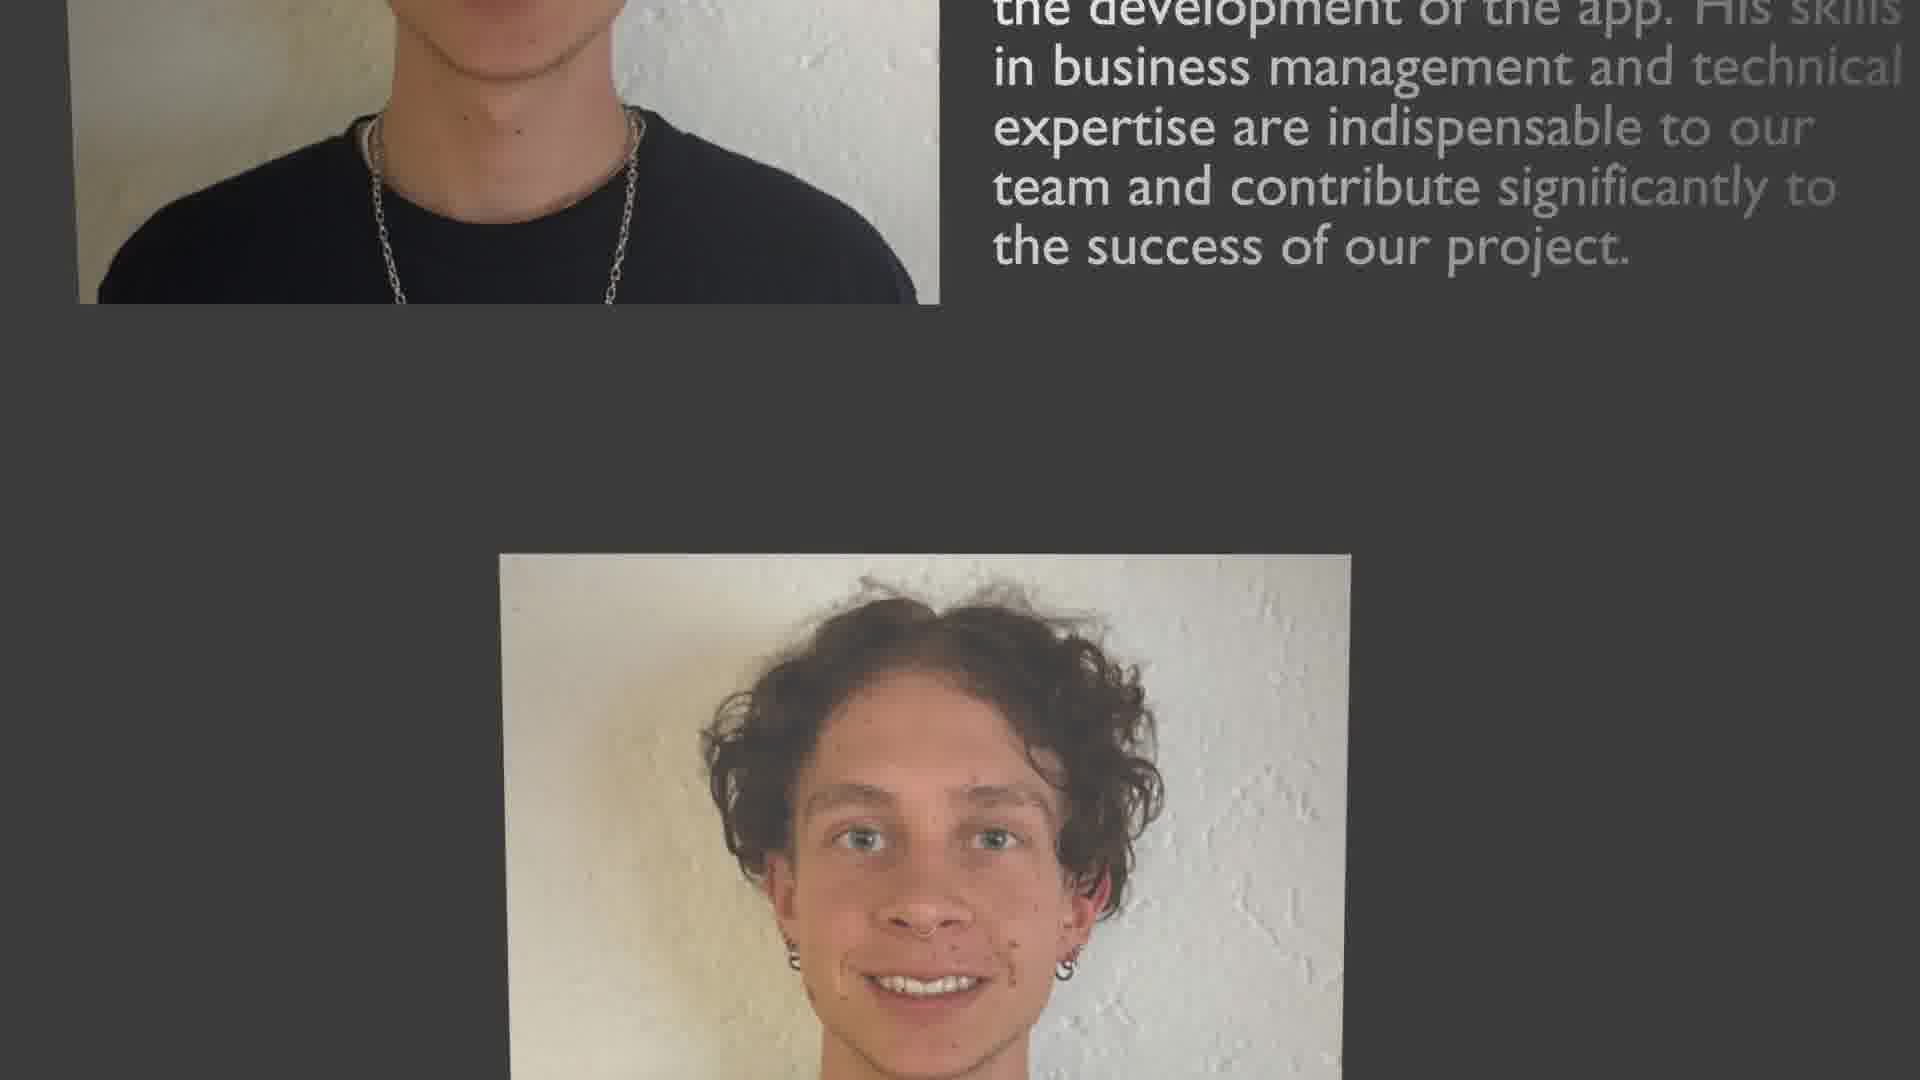 the development of the app. His skills
in business management and technical
expertise are indispensable to our
team and contribute significantly to
the success of our project.